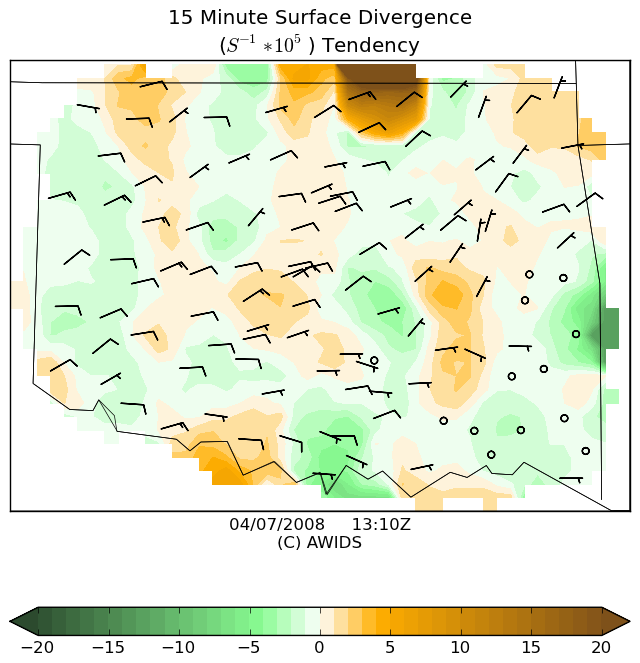 15 Minute Surface Divergence
(S⁻¹ * 10⁵ ) Tendency
04/07/2008 13:10Z
(C) AWIDS
−20 −15 −10 −5 0 5 10 15 20